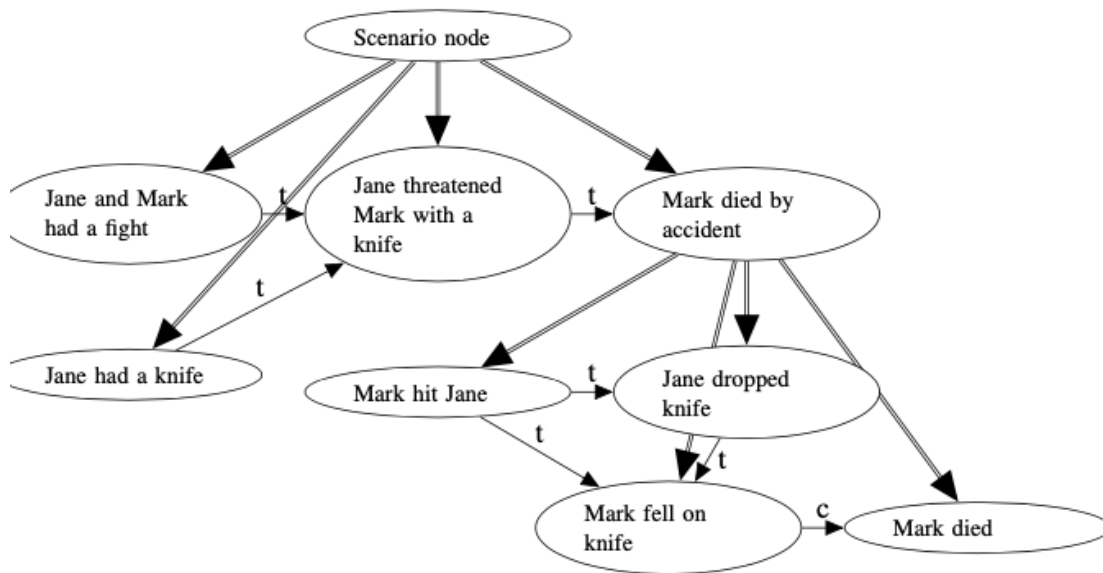 Scenario node
Jane and Mark
had a fight
t
Jane threatened
Mark with a
knife
t
Mark died by
accident
t
Jane had a knife
Mark hit Jane
t
Jane dropped
knife
t
t
Mark fell on
knife
c
Mark died